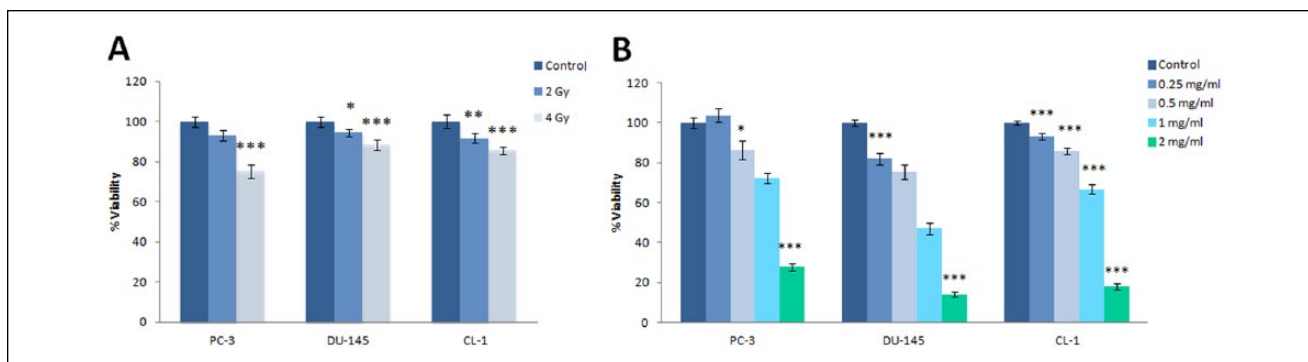 A
Control
2 Gy
4 Gy
120
100
80
60
40
20
0
% Viability
*
***
**
***
***
PC-3
DU-145
CL-1
B
Control
0.25 mg/ml
0.5 mg/ml
1 mg/ml
2 mg/ml
120
100
80
60
40
20
0
% Viability
*
***
***
***
***
***
***
***
PC-3
DU-145
CL-1